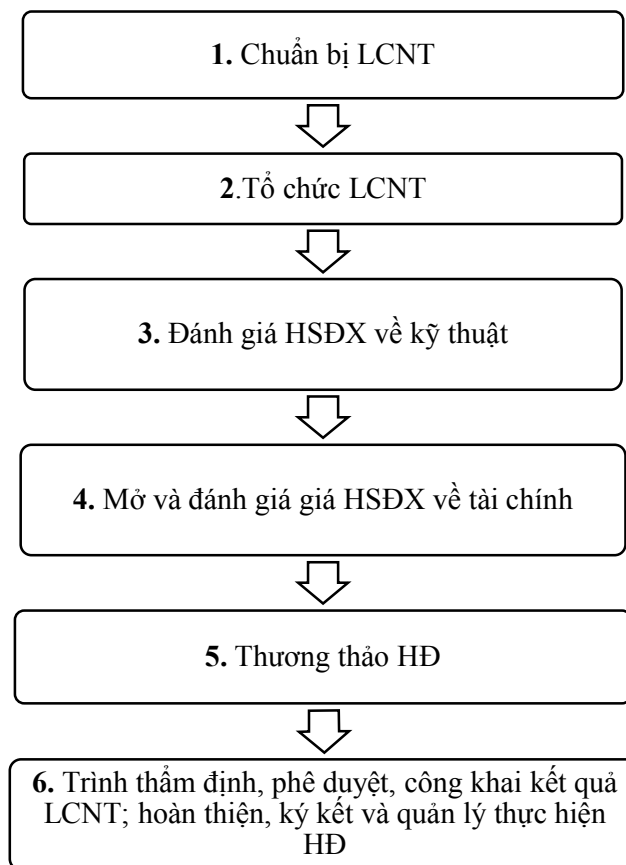 1. Chuẩn bị LCNT
2.Tổ chức LCNT
3. Đánh giá HSĐX về kỹ thuật
4. Mở và đánh giá giá HSĐX về tài chính
5. Thương thảo HĐ
6. Trình thẩm định, phê duyệt, công khai kết quả
LCNT; hoàn thiện, ký kết và quản lý thực hiện
HĐ